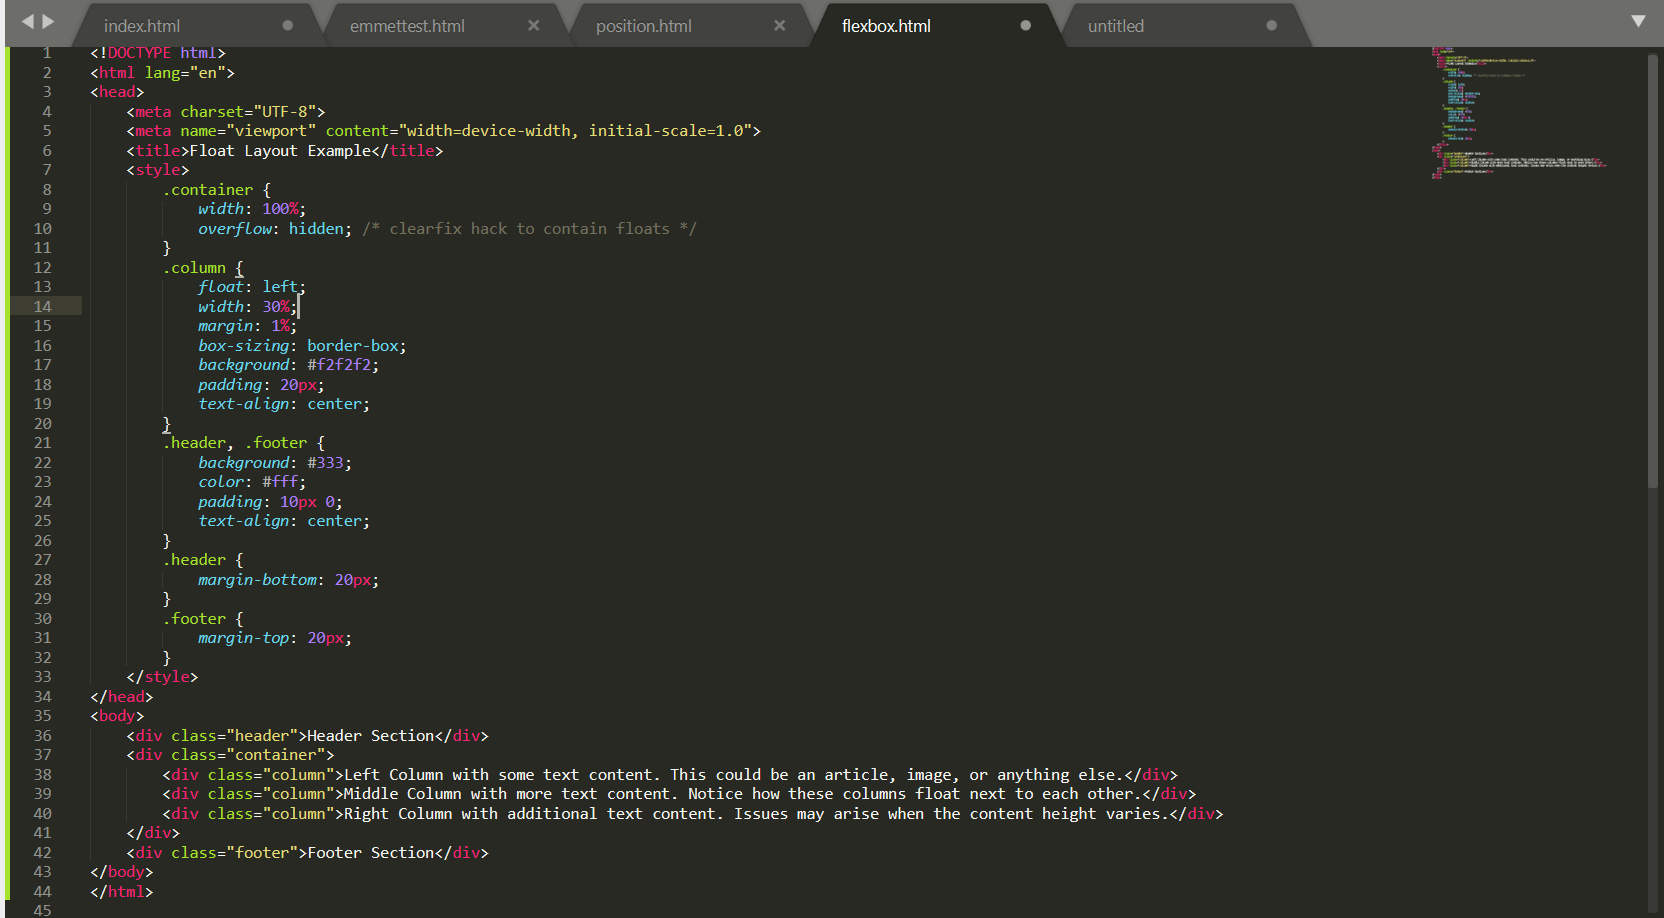 index.html emmettest.html position.html flexbox.html untitled
1 <!DOCTYPE html>
2 <html lang="en">
3 <head>
4     <meta charset="UTF-8">
5     <meta name="viewport" content="width=device-width, initial-scale=1.0">
6     <title>Float Layout Example</title>
7     <style>
8         .container {
9             width: 100%;
10             overflow: hidden; /* clearfix hack to contain floats */
11         }
12         .column {
13             float: left;
14             width: 30%;
15             margin: 1%;
16             box-sizing: border-box;
17             background: #f2f2f2;
18             padding: 20px;
19             text-align: center;
20         }
21         .header, .footer {
22             background: #333;
23             color: #fff;
24             padding: 10px 0;
25             text-align: center;
26         }
27         .header {
28             margin-bottom: 20px;
29         }
30         .footer {
31             margin-top: 20px;
32         }
33     </style>
34 </head>
35 <body>
36     <div class="header">Header Section</div>
37     <div class="container">
38         <div class="column">Left Column with some text content. This could be an article, image, or anything else.</div>
39         <div class="column">Middle Column with more text content. Notice how these columns float next to each other.</div>
40         <div class="column">Right Column with additional text content. Issues may arise when the content height varies.</div>
41     </div>
42     <div class="footer">Footer Section</div>
43 </body>
44 </html>
45